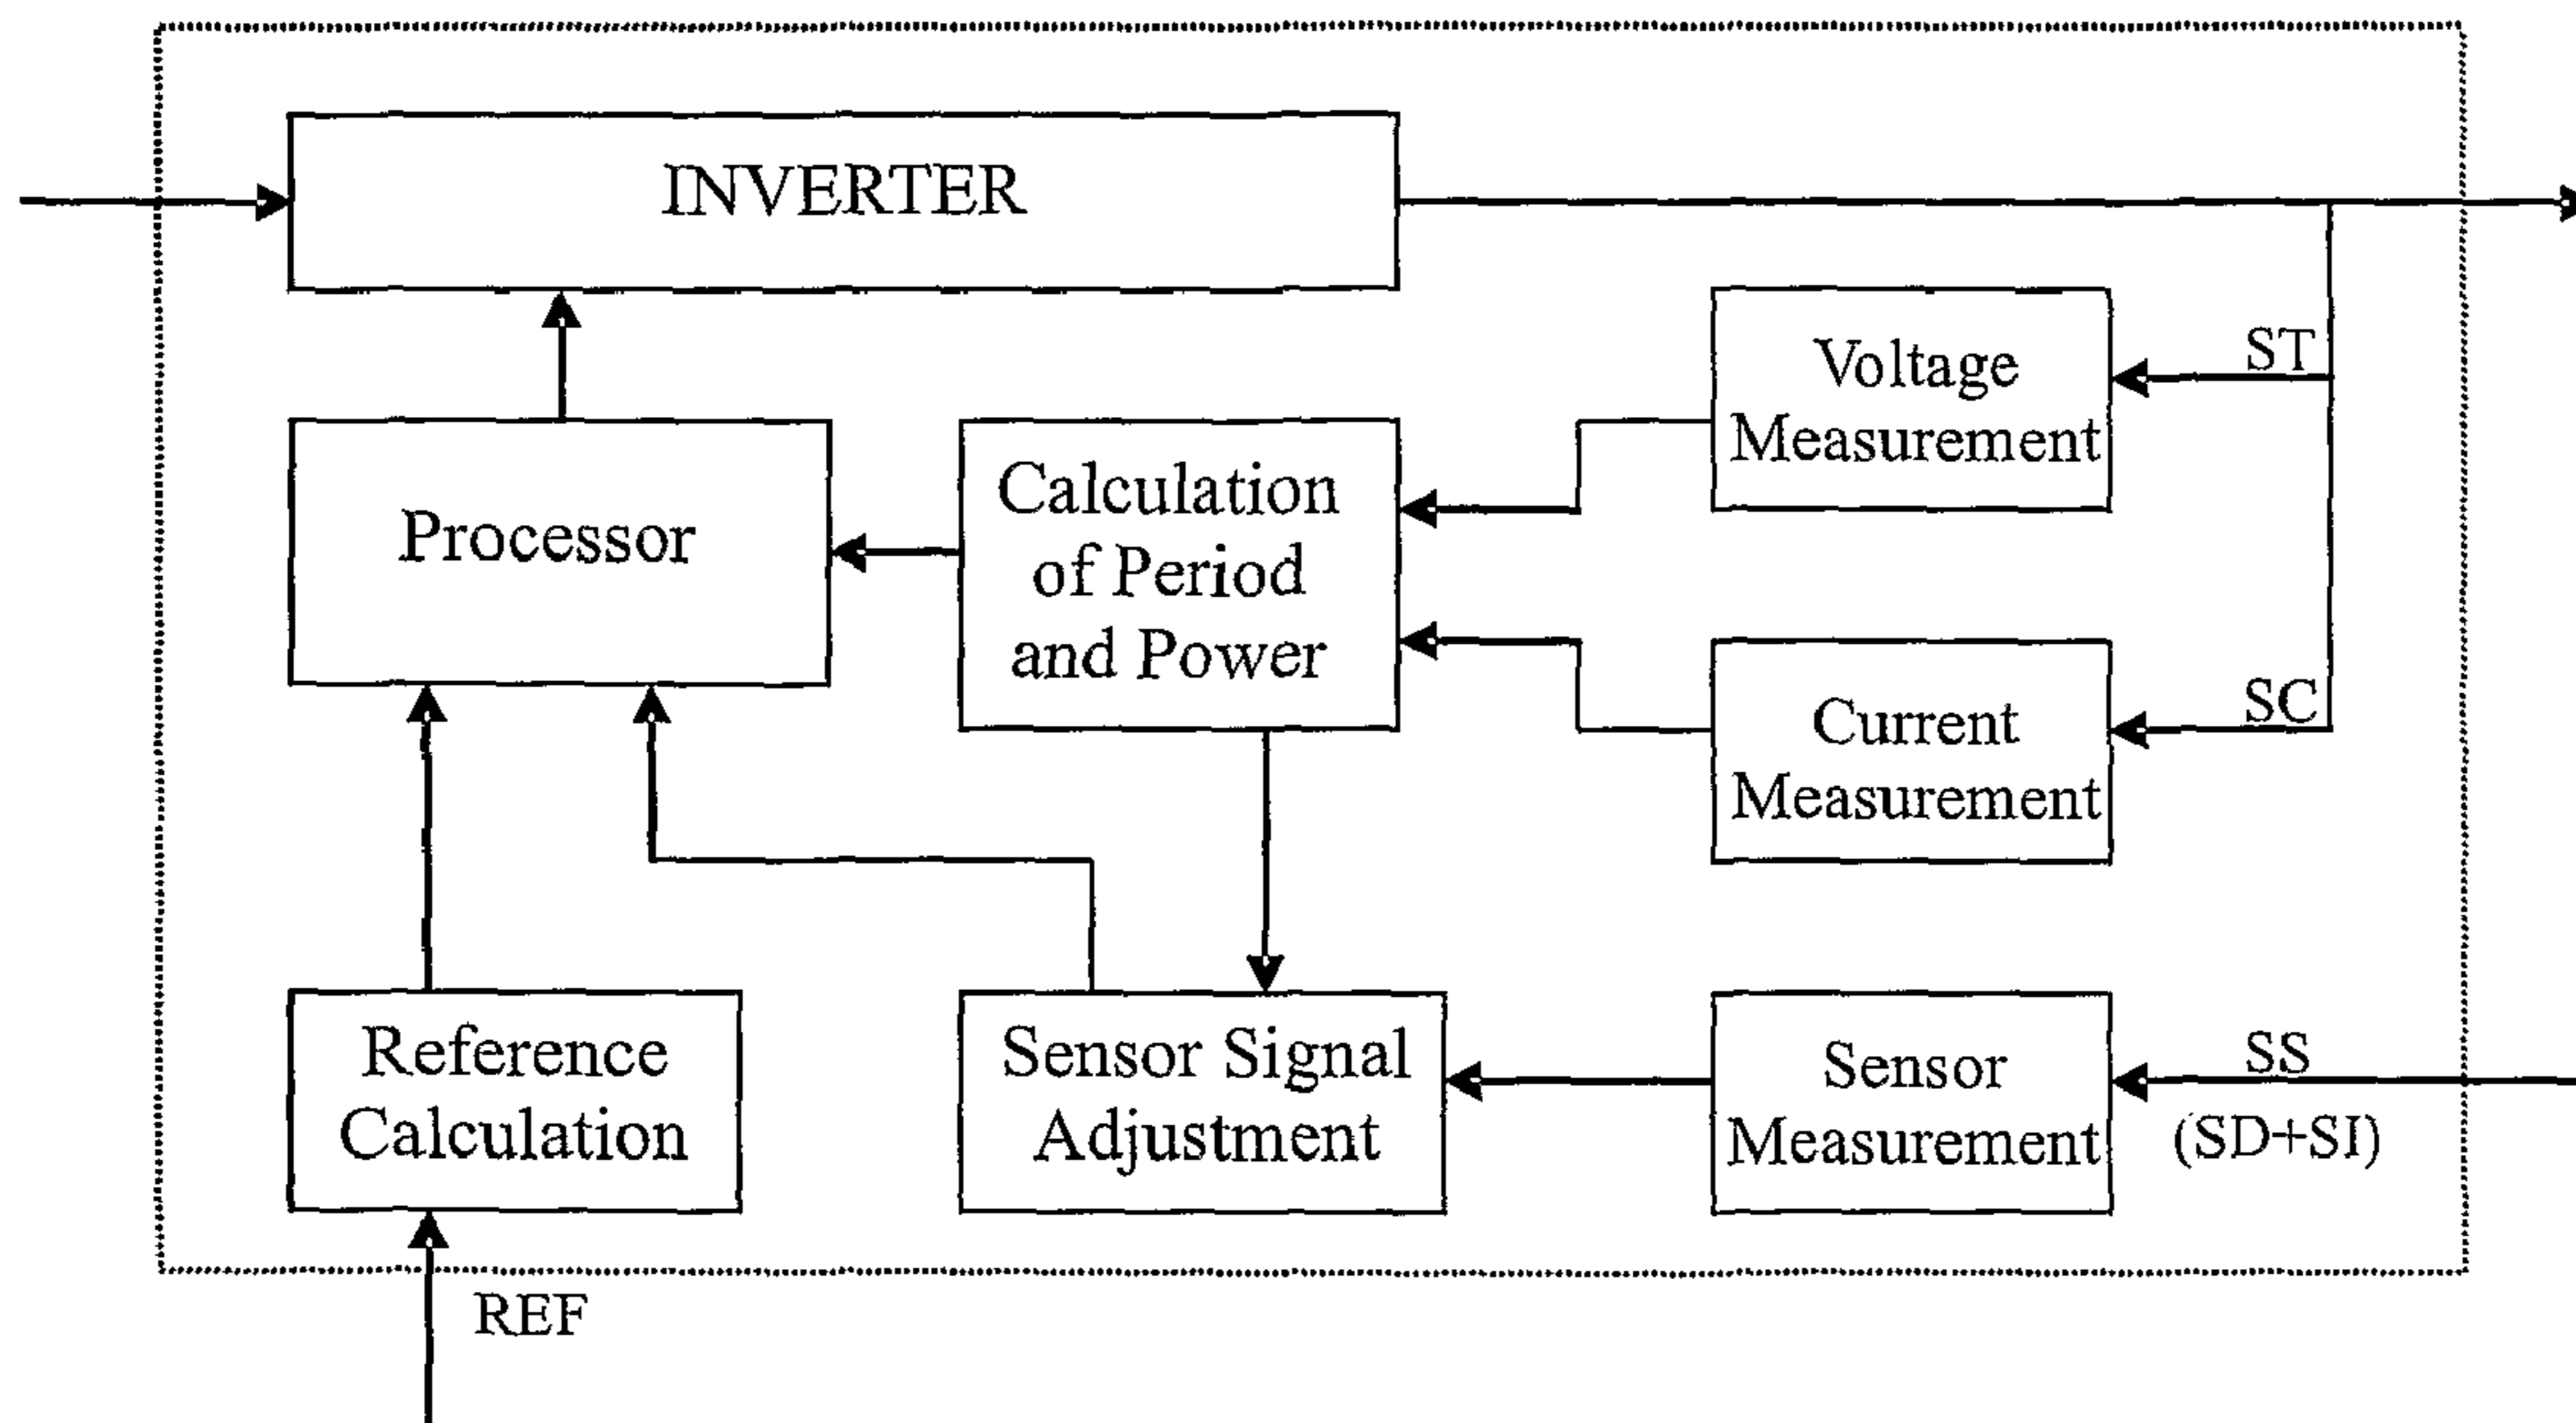 INVERTER
Voltage
Measurement
ST
Processor
Calculation
of Period
and Power
Current
Measurement
SC
Reference
Calculation
Sensor Signal
Adjustment
Sensor
Measurement
SS
(SD+SI)
REF